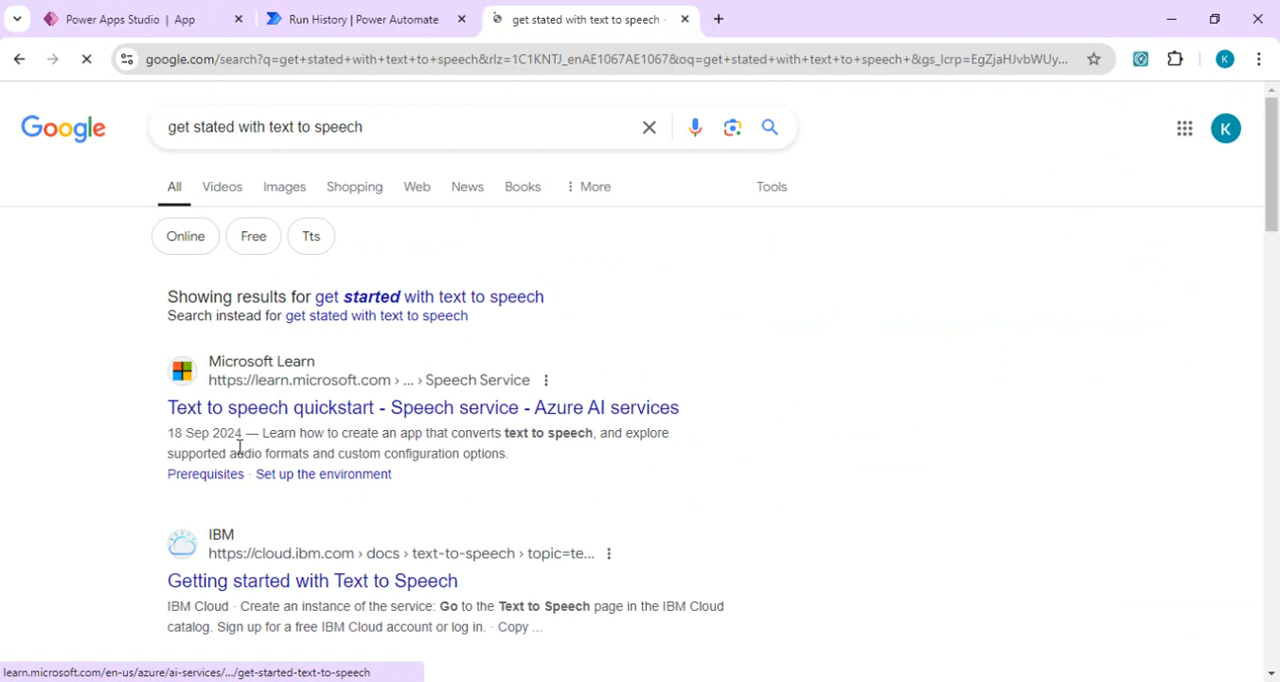 Power Apps Studio | App
Run History | Power Automate
get stated with text to speech -
google.com/search?q=get+stated+with+text+to+speech&rlz=1C1KNTJ_enAE1067AE1067&oq=get+stated+with+text+to+speech+&gs_lcrp=EgZjaHJvbWUy...
K
Google
get stated with text to speech
K
All
Videos
Images
Shopping
Web
News
Books
More
Tools
Online
Free
Tts
Showing results for get started with text to speech
Search instead for get stated with text to speech
Microsoft Learn
https://learn.microsoft.com › ... › Speech Service
Text to speech quickstart - Speech service - Azure AI services
18 Sep 2024 — Learn how to create an app that converts text to speech, and explore
supported audio formats and custom configuration options.
Prerequisites · Set up the environment
IBM
https://cloud.ibm.com › docs › text-to-speech › topic=te...
Getting started with Text to Speech
IBM Cloud · Create an instance of the service: Go to the Text to Speech page in the IBM Cloud
catalog. Sign up for a free IBM Cloud account or log in. · Copy ...
learn.microsoft.com/en-us/azure/ai-services/.../get-started-text-to-speech